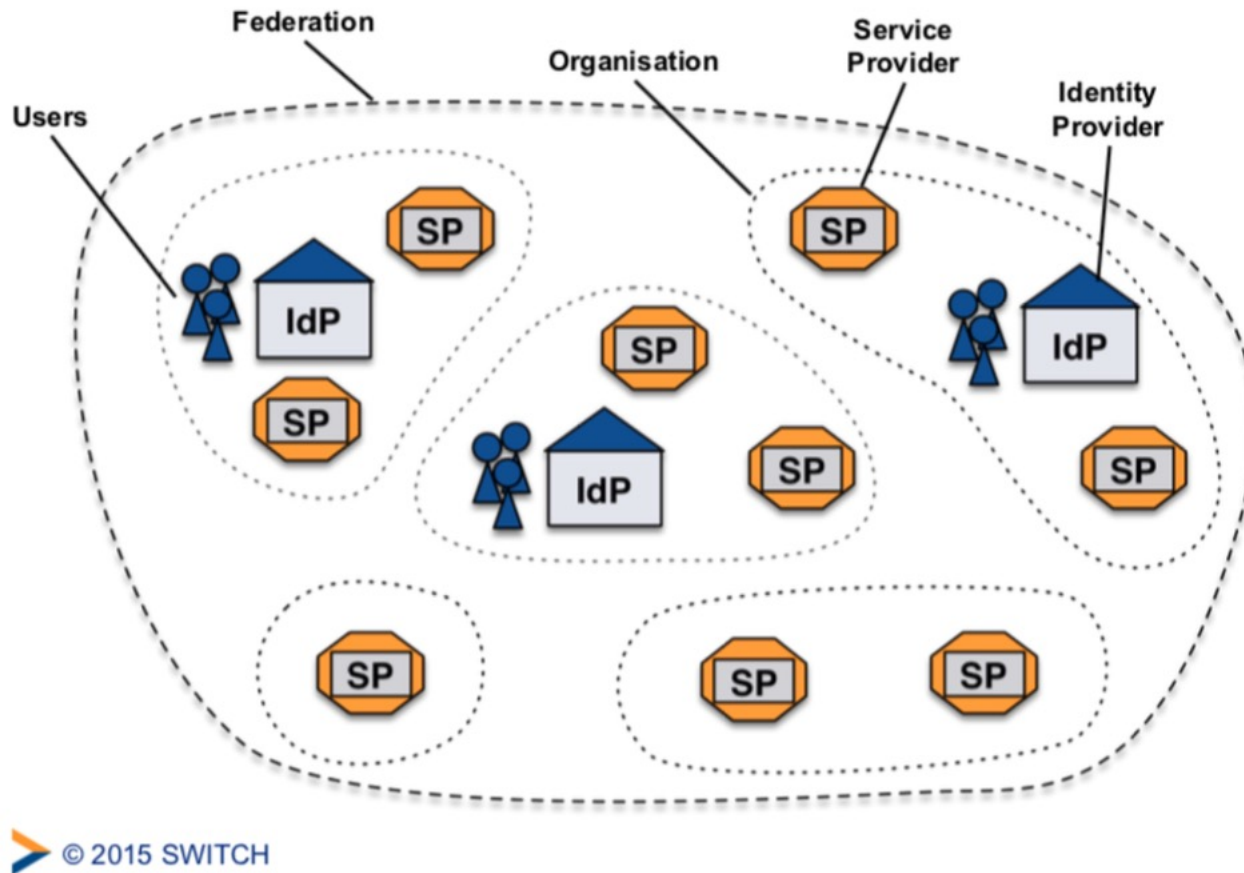 Federation
Service
Provider
Organisation
Identity
Provider
Users
SP
SP
IdP
IdP
SP
SP
SP
SP
IdP
SP
SP
SP
SP
© 2015 SWITCH